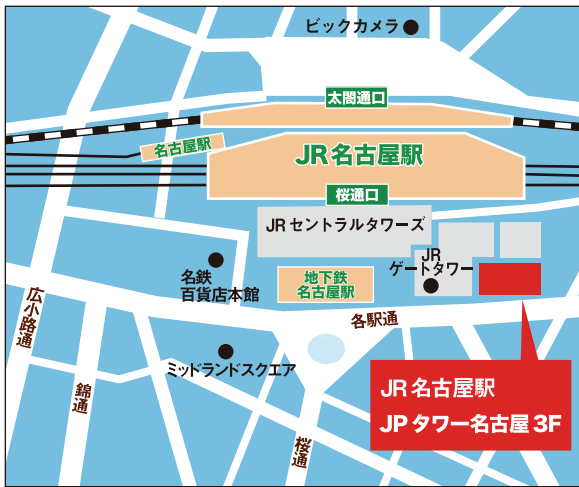 ビックカメラ
太閤通口
名古屋駅
JR名古屋駅
桜通口
JRセントラルタワーズ
JR
ゲートタワー
名鉄
百貨店本館
地下鉄
名古屋駅
各駅通
広小路通
ミッドランドスクエア
錦通
桜通
JR名古屋駅
JPタワー名古屋3F